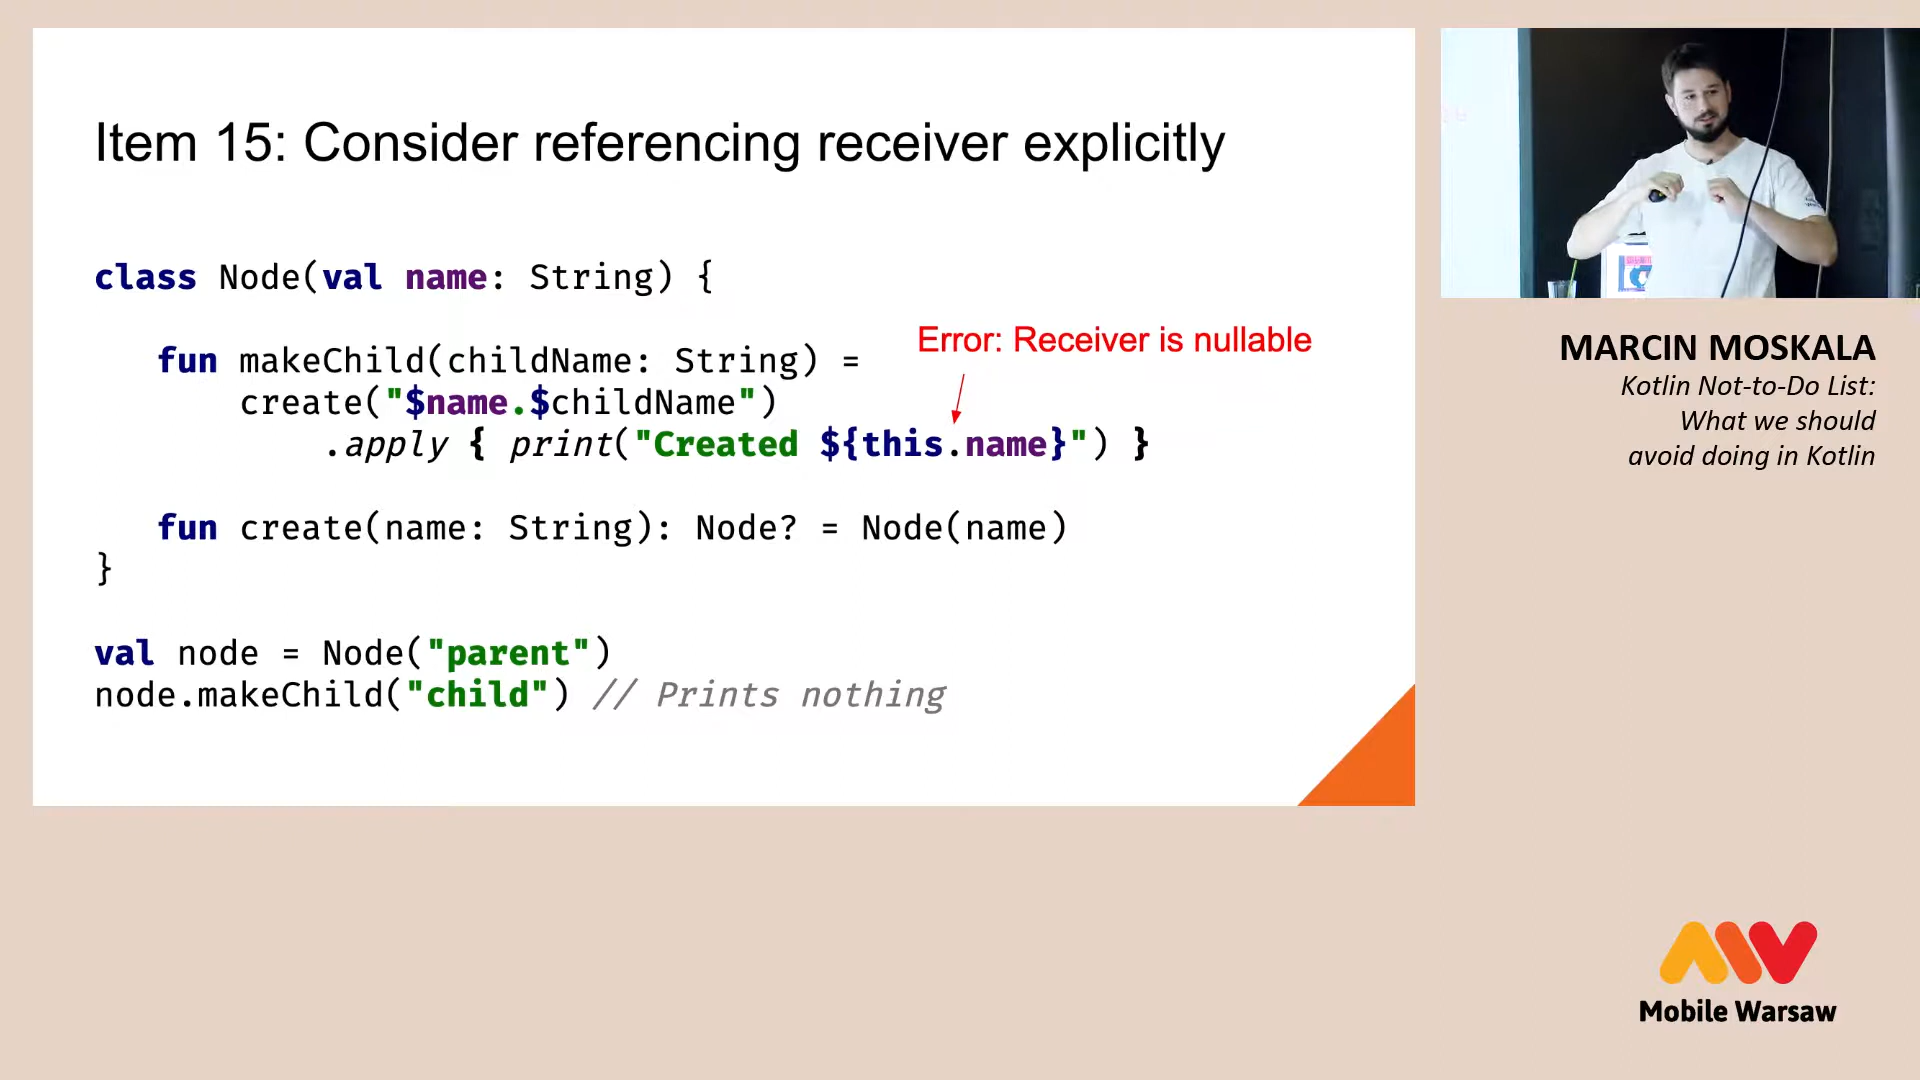 Item 15: Consider referencing receiver explicitly
class Node(val name: String) {
fun makeChild(childName: String) =
create("$name.$childName")
.apply { print("Created ${this.name}") }
Error: Receiver is nullable
fun create(name: String): Node? = Node(name)
}
val node = Node("parent")
node.makeChild("child") // Prints nothing
MARCIN MOSKALA
Kotlin Not-to-Do List:
What we should
avoid doing in Kotlin
Mobile Warsaw